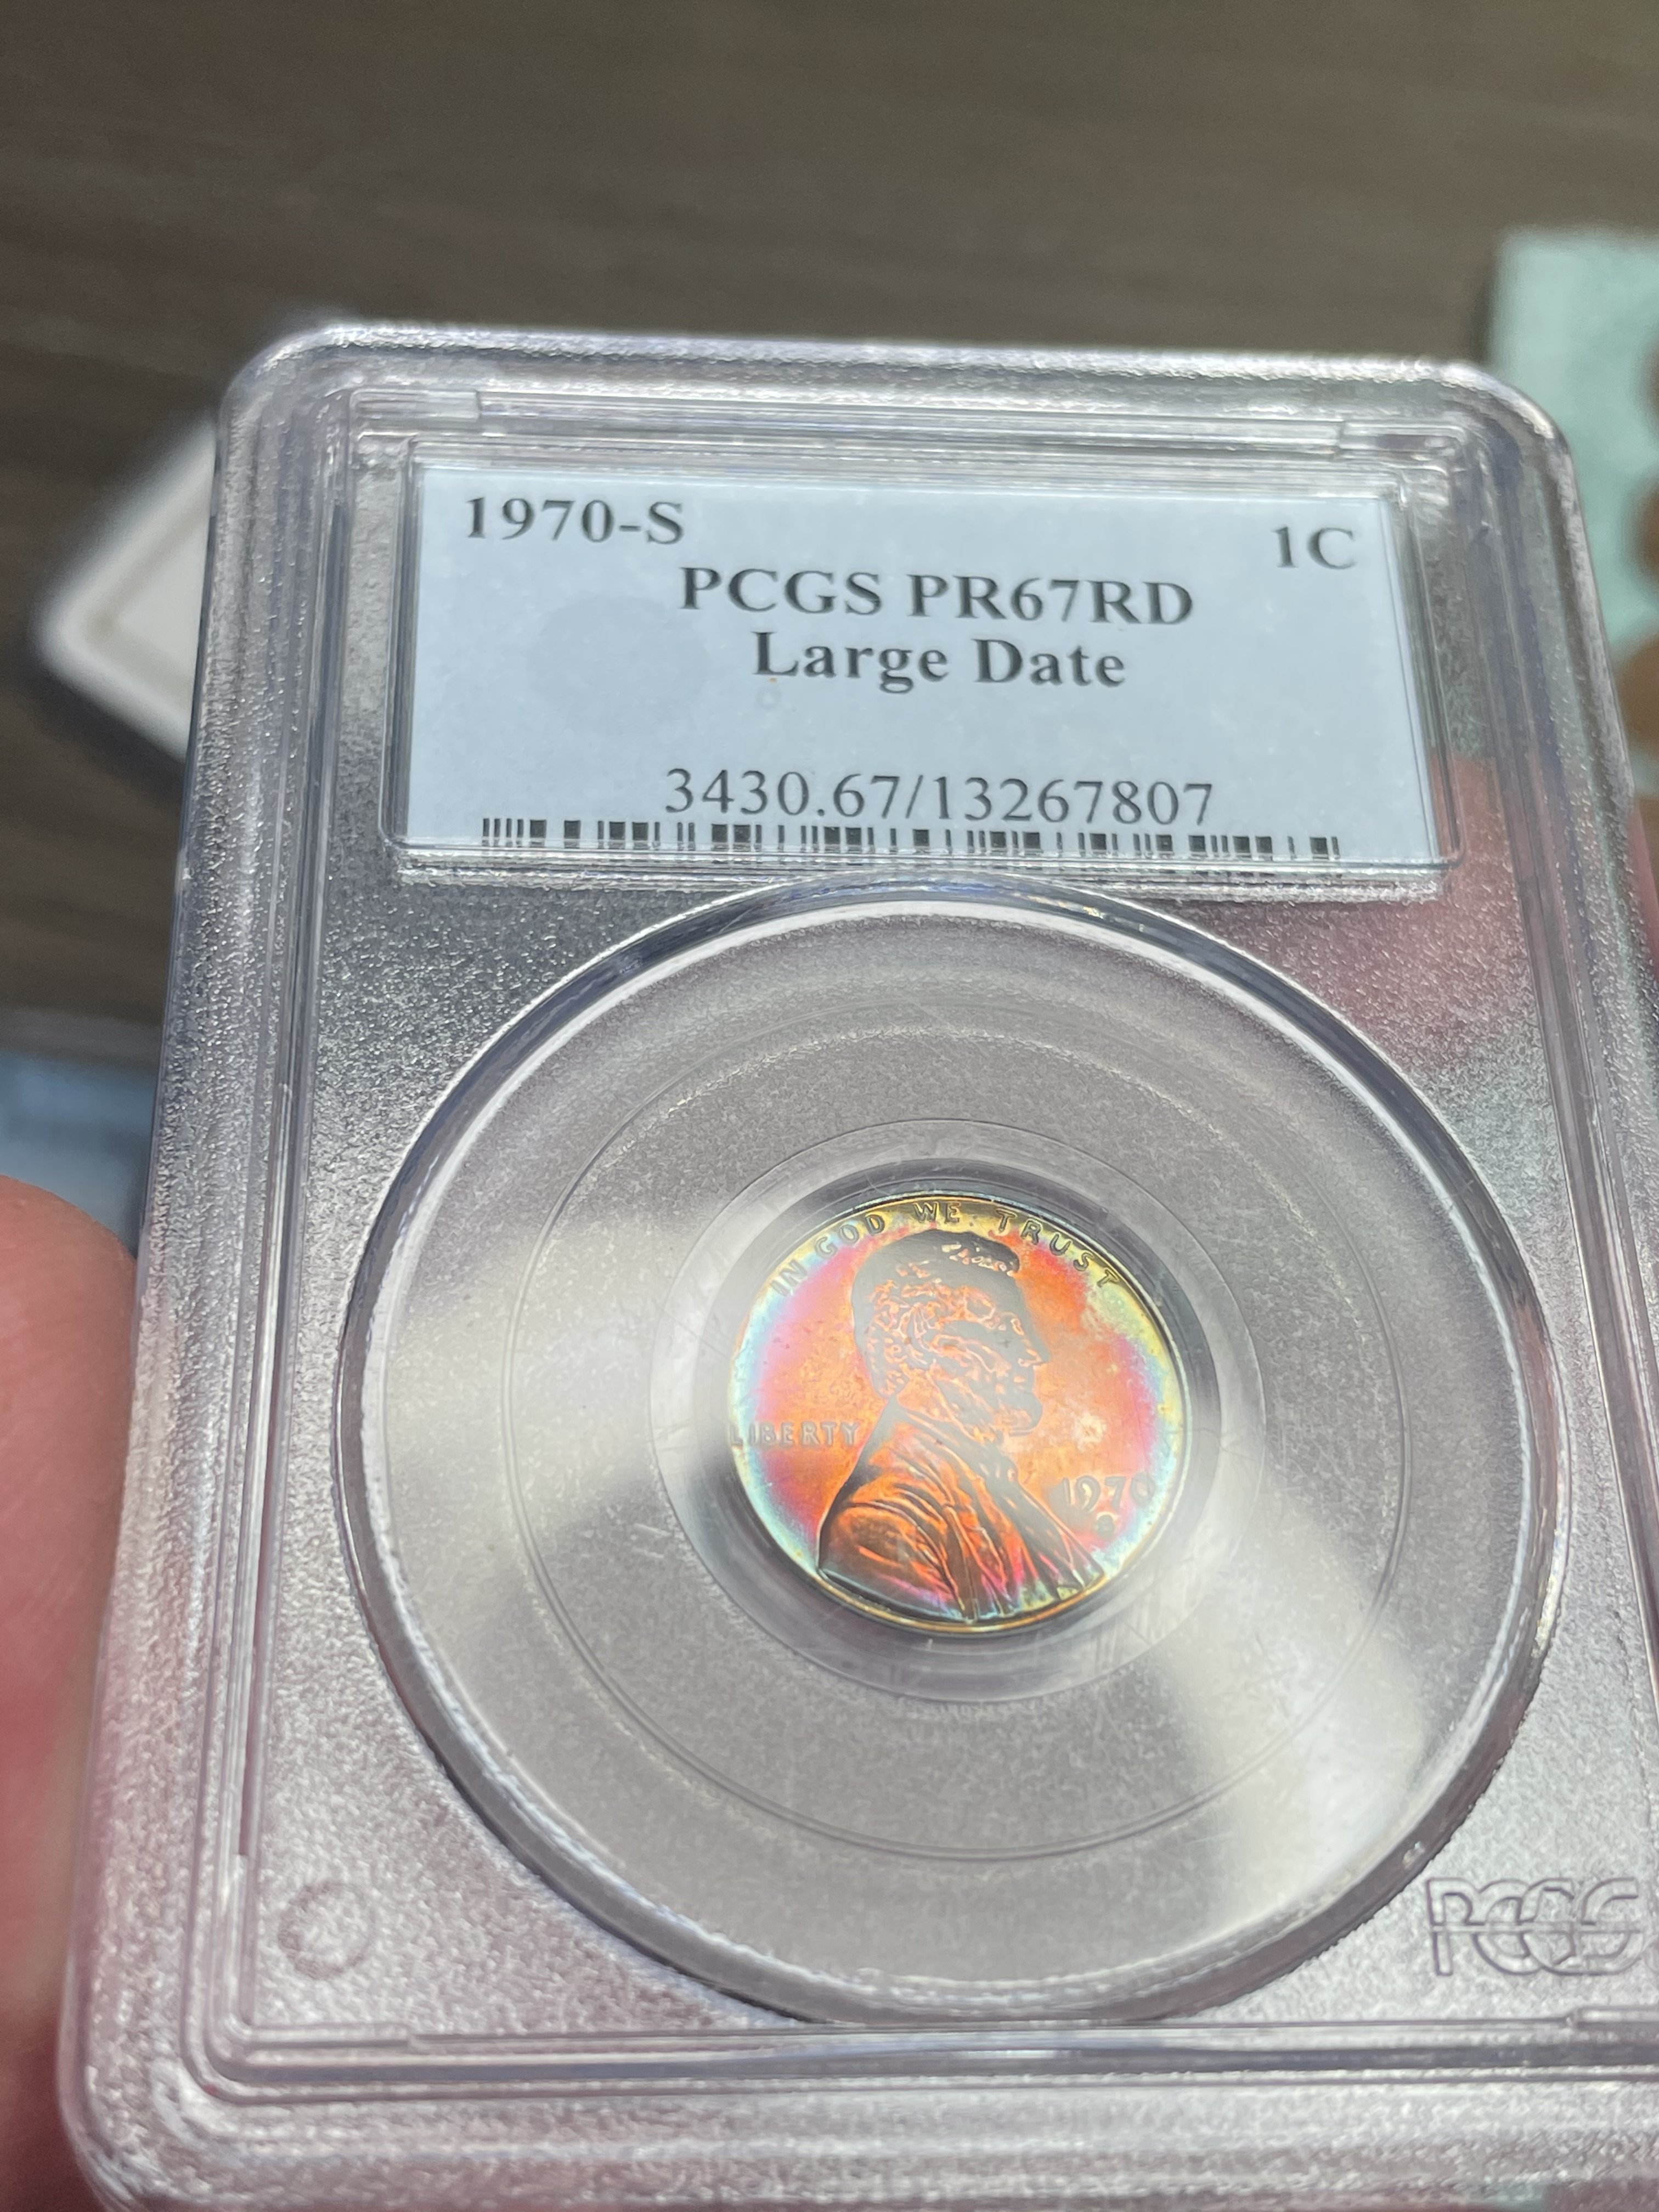 1970-S 1C
PCGS PR67RD
Large Date
3430.67/13267807
IN GOD WE TRUST
LIBERTY
1970
PCGS